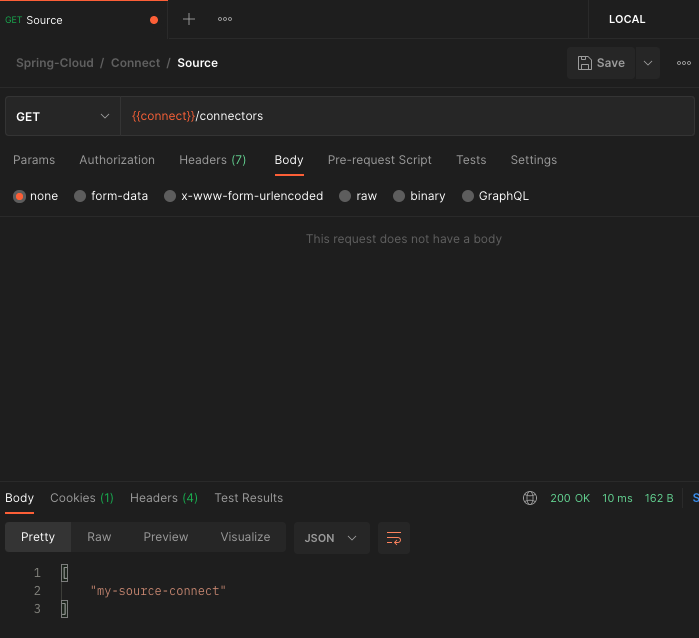 GET Source
LOCAL
Spring-Cloud / Connect / Source
Save
GET
{{connect}}/connectors
Params Authorization Headers (7) Body Pre-request Script Tests Settings
none form-data x-www-form-urlencoded raw binary GraphQL
This request does not have a body
Body Cookies (1) Headers (4) Test Results 200 OK 10 ms 162 B
Pretty Raw Preview Visualize JSON
1 [
2 "my-source-connect"
3 ]